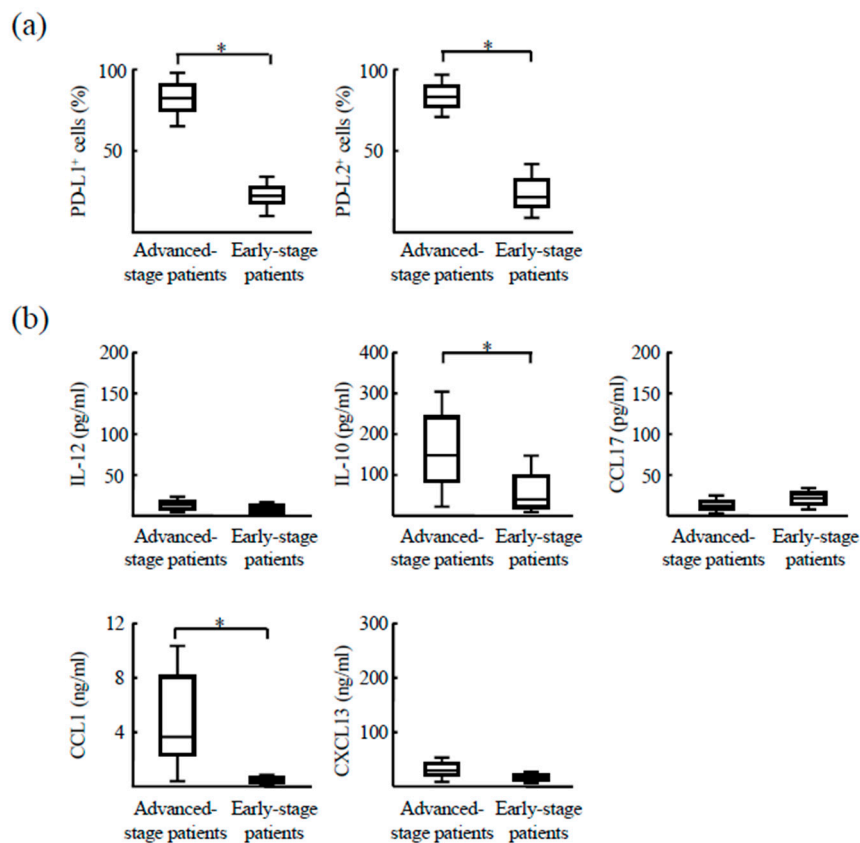 (a)
PD-L1⁺ cells (%)
100
50
*
Advanced-
stage patients
Early-stage
patients
PD-L2⁺ cells (%)
100
50
*
Advanced-
stage patients
Early-stage
patients
(b)
IL-12 (pg/ml)
200
150
100
50
Advanced-
stage patients
Early-stage
patients
IL-10 (pg/ml)
400
300
200
100
*
Advanced-
stage patients
Early-stage
patients
CCL17 (pg/ml)
200
150
100
50
Advanced-
stage patients
Early-stage
patients
CCL1 (ng/ml)
12
8
4
*
Advanced-
stage patients
Early-stage
patients
CXCL13 (ng/ml)
300
200
100
Advanced-
stage patients
Early-stage
patients